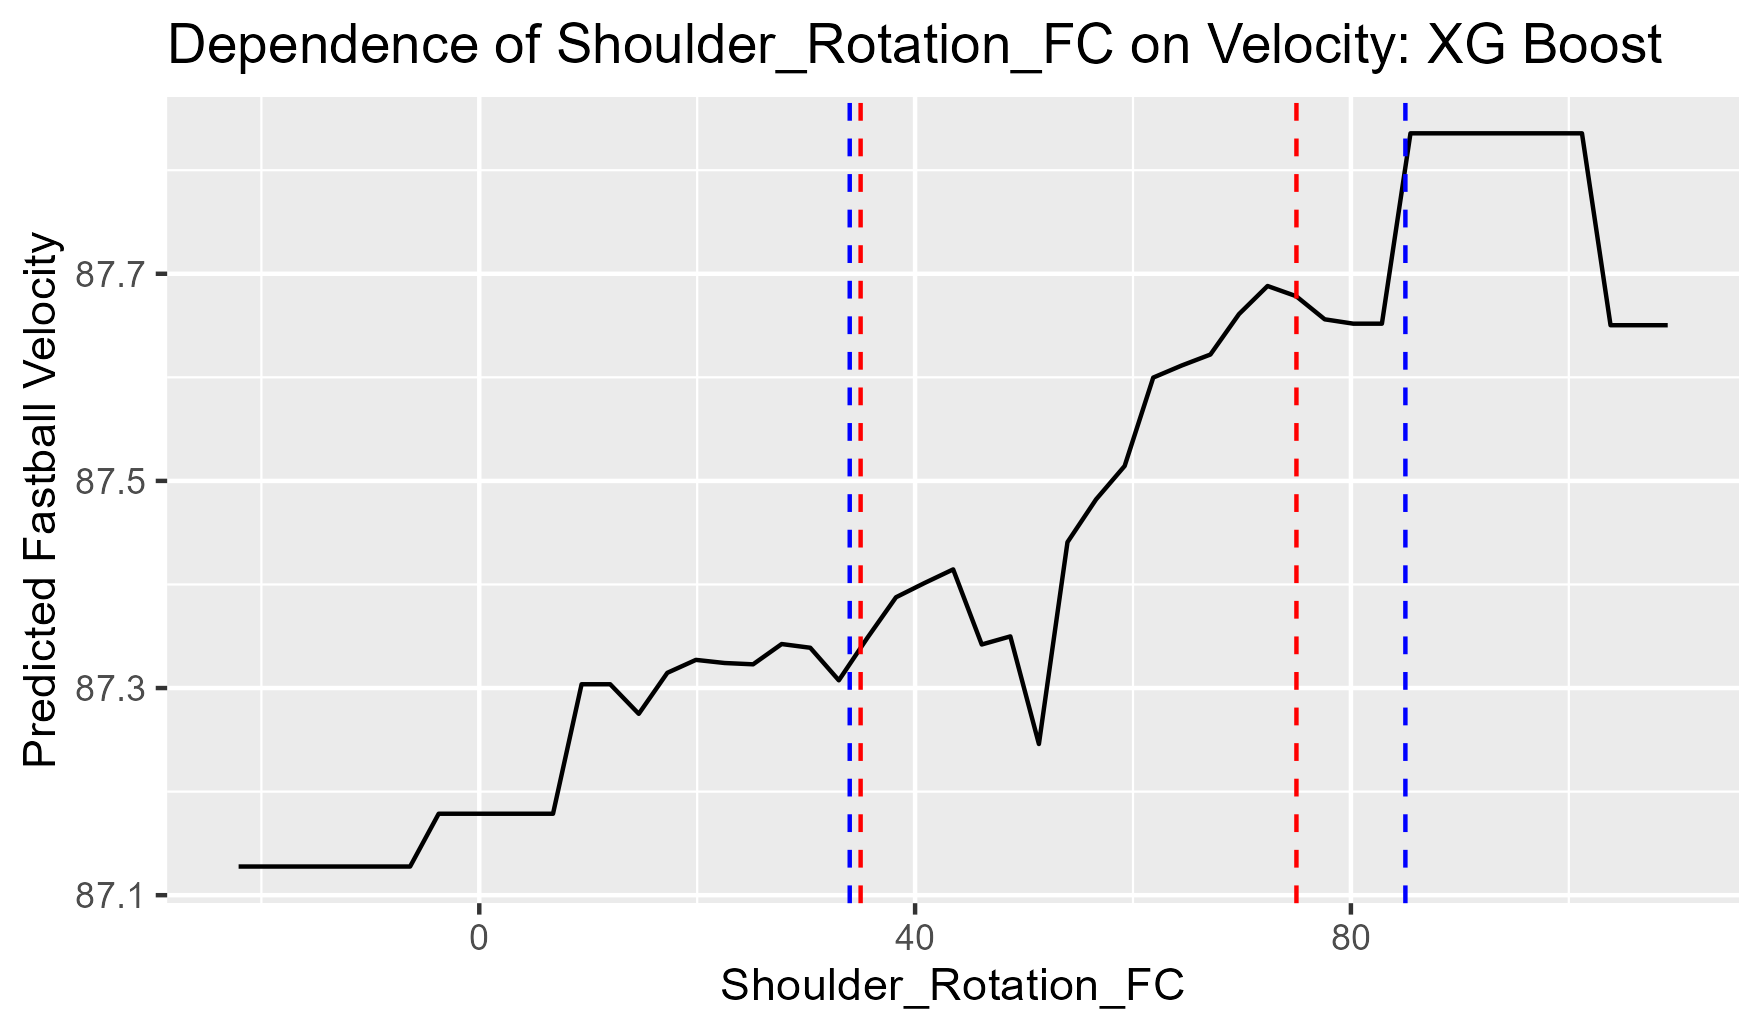 Dependence of Shoulder_Rotation_FC on Velocity: XG Boost
Predicted Fastball Velocity
87.7
87.5
87.3
87.1
0 40 80
Shoulder_Rotation_FC